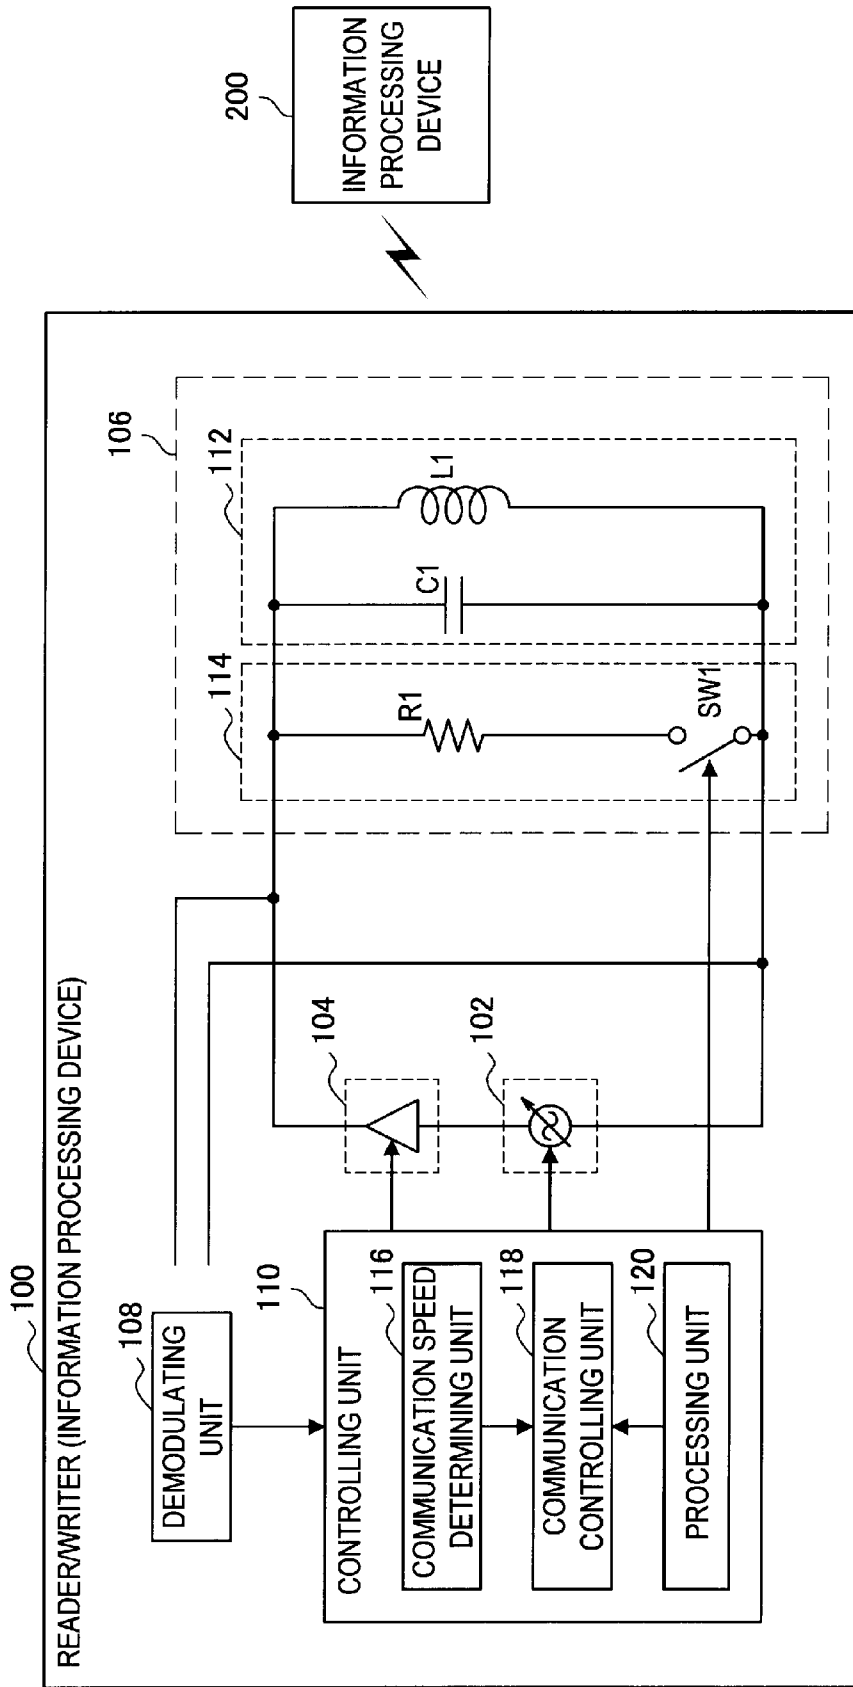 100
READER/WRITER (INFORMATION PROCESSING DEVICE)
108
DEMODULATING
UNIT
110
CONTROLLING UNIT
116
COMMUNICATION SPEED
DETERMINING UNIT
118
COMMUNICATION
CONTROLLING UNIT
120
PROCESSING UNIT
104
102
106
114
R1
SW1
112
C1
L1
200
INFORMATION
PROCESSING
DEVICE